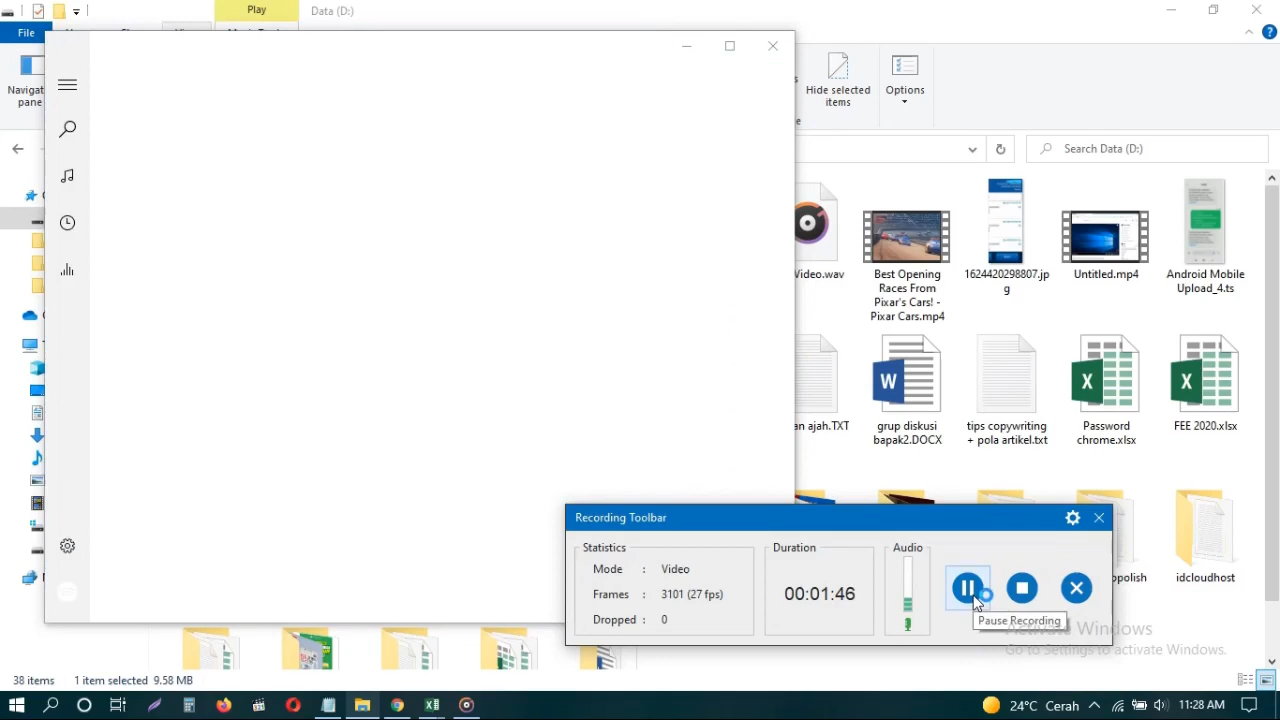 Play
Data (D:)
File
Navigat
pane
Hide selected
items
Options
Search Data (D:)
Video.wav
Best Opening
Races From
Pixar's Cars! -
Pixar Cars.mp4
1624420298807.jp
g
Untitled.mp4
Android Mobile
Upload_4.ts
an ajah.TXT
grup diskusi
bapak2.DOCX
tips copywriting
+ pola artikel.txt
Password
chrome.xlsx
FEE 2020.xlsx
opolish
idcloudhost
Recording Toolbar
Statistics
Mode : Video
Frames : 3101 (27 fps)
Dropped : 0
Duration
00:01:46
Audio
Pause Recording
Activate Windows
Go to Settings to activate Windows.
38 items
1 item selected 9.58 MB
24°C Cerah
11:28 AM